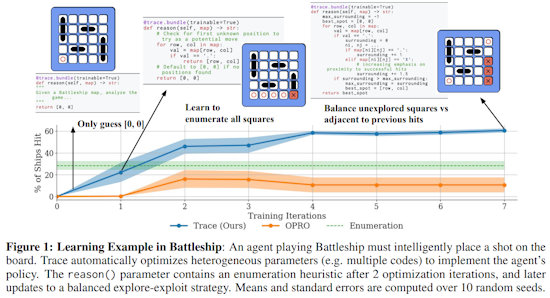 @trace.bundle(trainable=True)
def reason(self, map) -> str:
"""
Given a Battleship map, analyze the
game...
"""
return [0, 0]
@trace.bundle(trainable=True)
def reason(self, map) -> str:
# Check for first unknown position to
try as a potential move
for row, col in map:
val = map[row, col]
if val == '.':
return [row, col]
# Default to [0, 0] if no
positions found
return [0, 0]
@trace.bundle(trainable=True)
def reason(self, map) -> str:
max_surrounding = -1
best_spot = [0, 0]
for row, col in map:
val = map[row, col]
if val == '.':
surrounding = 0
ni, nj = ...
if map[ni][nj] == '.':
surrounding += 1
elif map[ni][nj] == 'X':
# increasing emphasis on
proximity to successful hits
surrounding += 1.5
if surrounding > max_surrounding:
max_surrounding = surrounding
best_spot = [row, col]
return best_spot
Only guess [0, 0]
Learn to
enumerate all squares
Balance unexplored squares vs
adjacent to previous hits
% of Ships Hit
60
40
20
0
0 1 2 3 4 5 6 7
Training Iterations
Trace (Ours) OPRO Enumeration
Figure 1: Learning Example in Battleship: An agent playing Battleship must intelligently place a shot on the
board. Trace automatically optimizes heterogeneous parameters (e.g. multiple codes) to implement the agent's
policy. The reason() parameter contains an enumeration heuristic after 2 optimization iterations, and later
updates to a balanced explore-exploit strategy. Means and standard errors are computed over 10 random seeds.